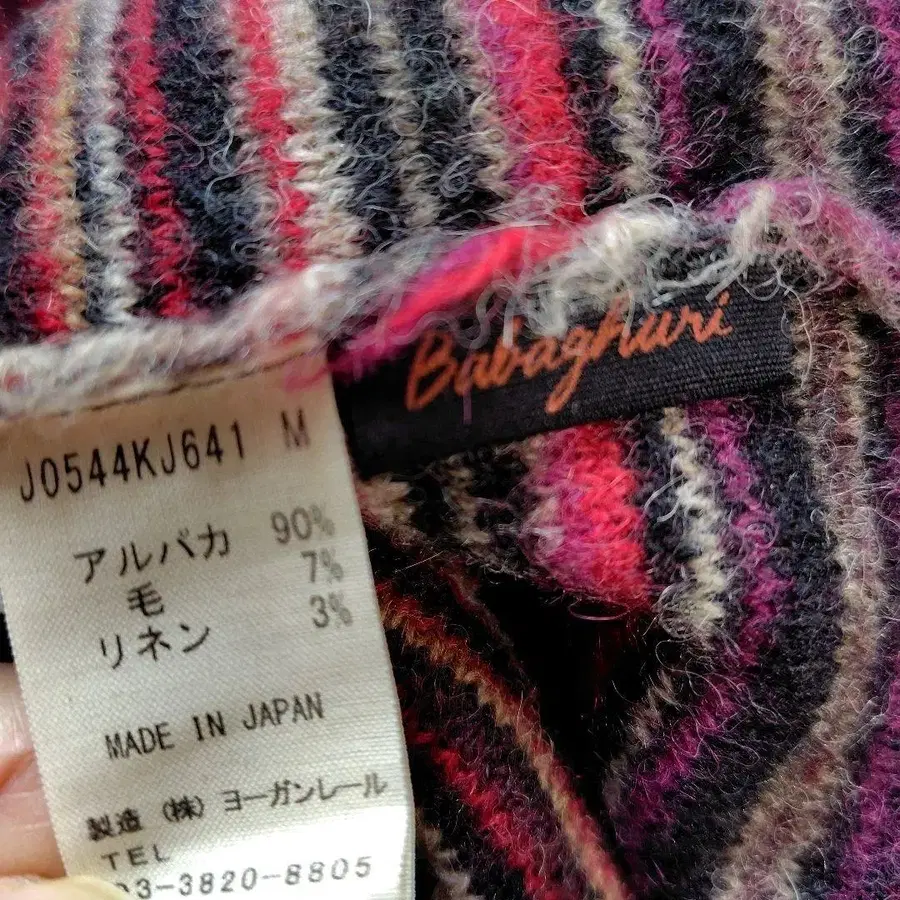 Babaghuri
J0544KJ641 M
アルパカ 90%
毛 7%
リネン 3%
MADE IN JAPAN
製造 (株) ヨーガンレール
TEL
03-3820-8805